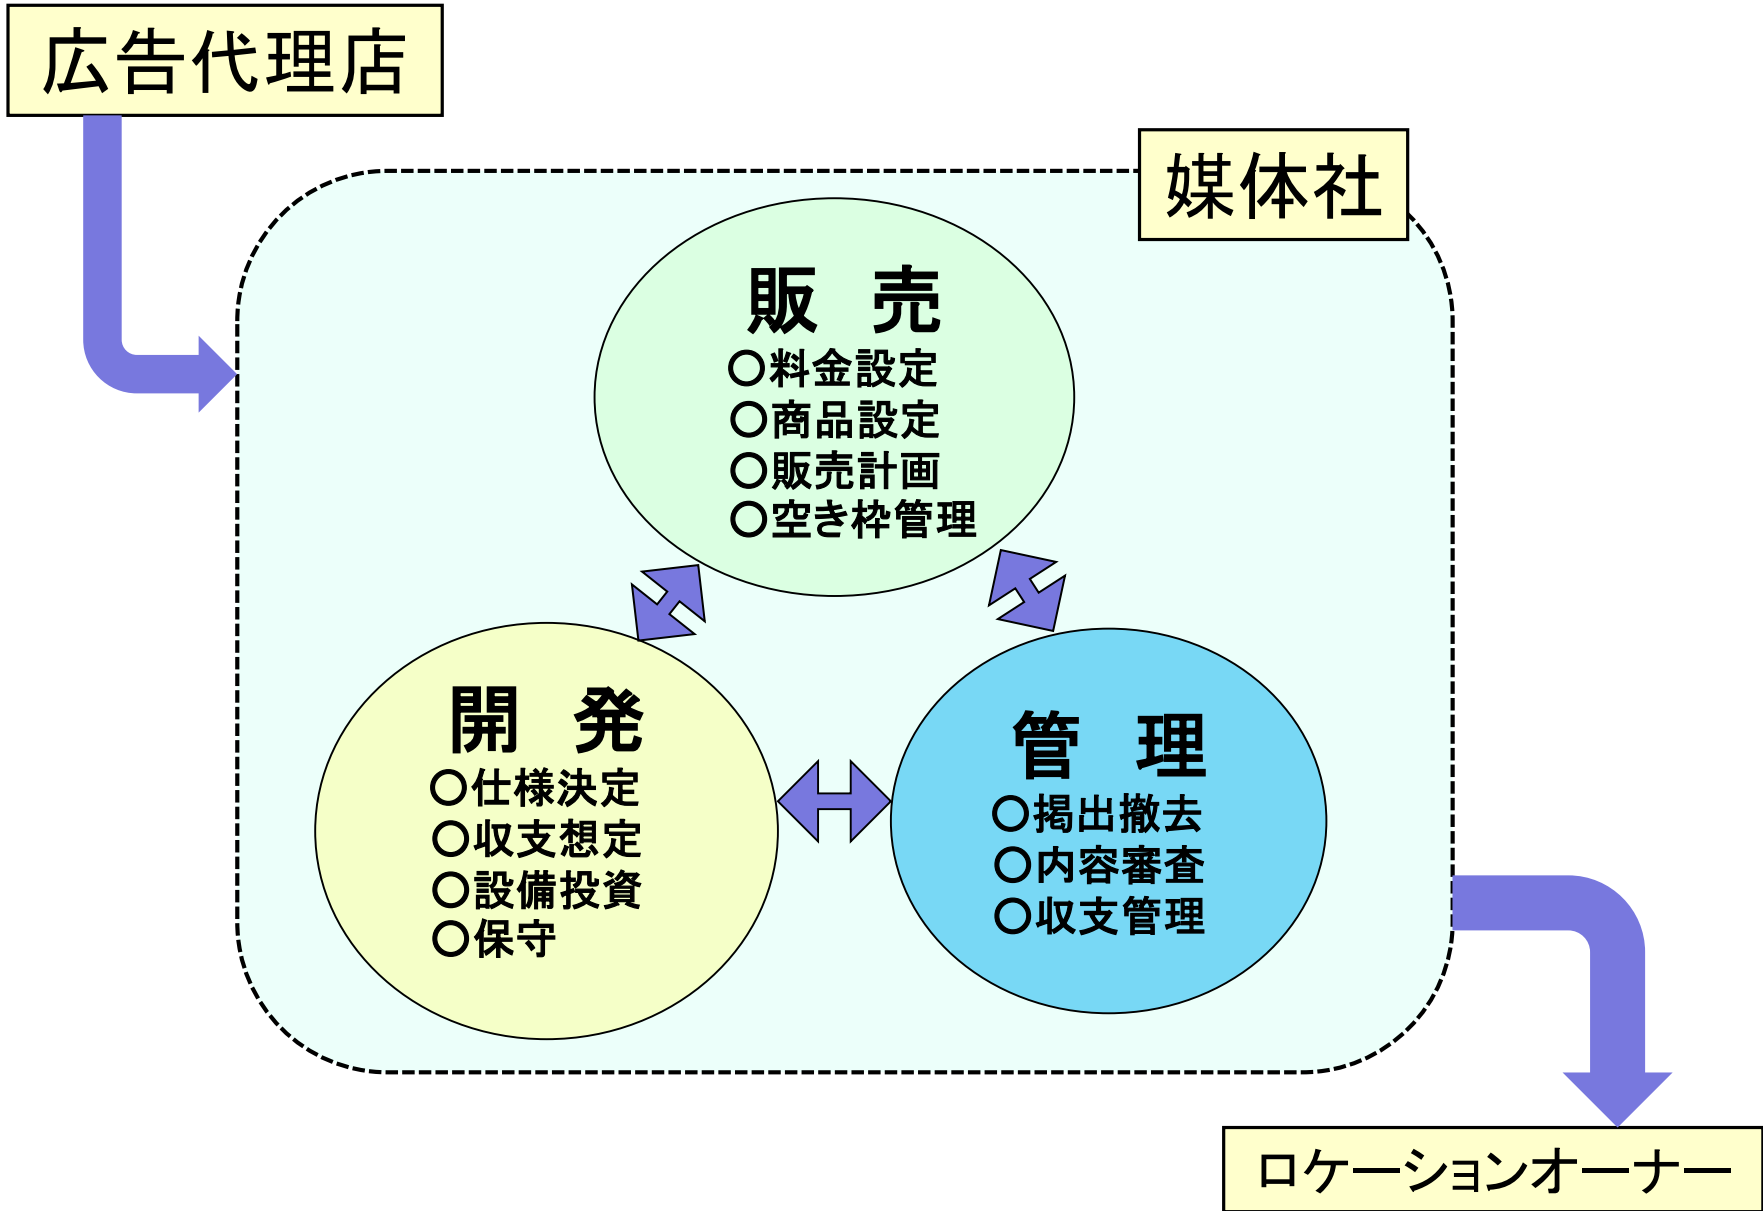 広告代理店
媒体社
販　売
○料金設定
○商品設定
○販売計画
○空き枠管理
開　発
○仕様決定
○収支想定
○設備投資
○保守
管　理
○掲出撤去
○内容審査
○収支管理
ロケーションオーナー